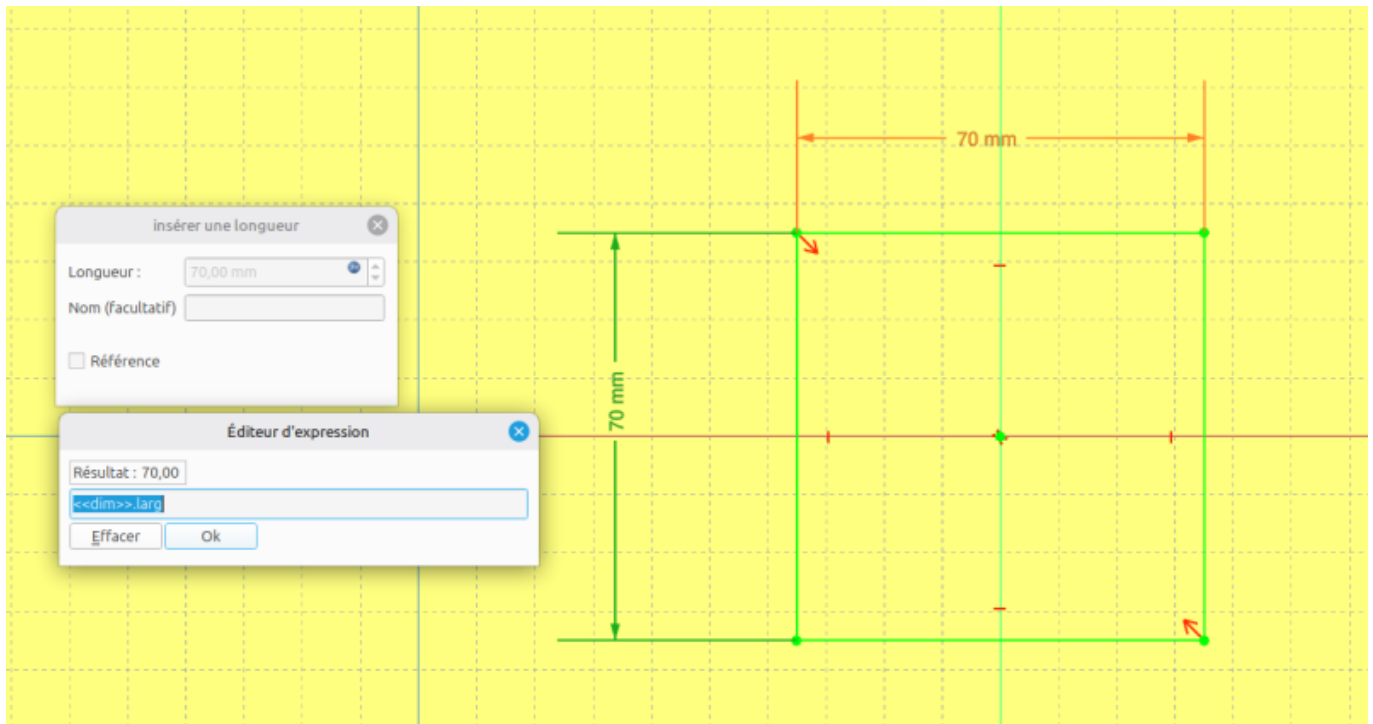 70 mm
insérer une longueur
Longueur : 70,00 mm
Nom (facultatif)
Référence
70 mm
Éditeur d'expression
Résultat : 70,00
<<dim>>.larg
Effacer Ok